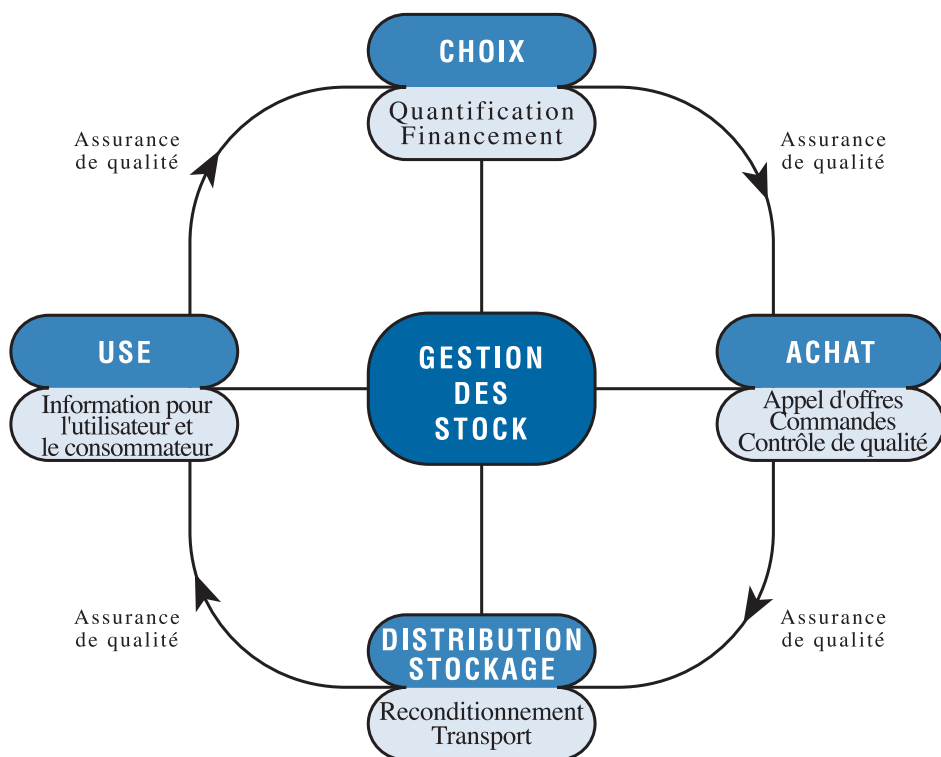 CHOIX
Quantification
Financement
Assurance
de qualité
Assurance
de qualité
USE
Information pour
l'utilisateur et
le consommateur
GESTION
DES
STOCK
ACHAT
Appel d'offres
Commandes
Contrôle de qualité
Assurance
de qualité
Assurance
de qualité
DISTRIBUTION
STOCKAGE
Reconditionnement
Transport